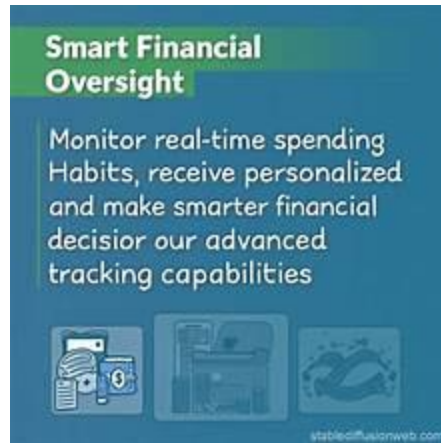 Smart Financial
Oversight
Monitor real-time spending
Habits, receive personalized
and make smarter financial
decisior our advanced
tracking capabilities
$
stablediffusionweb.com